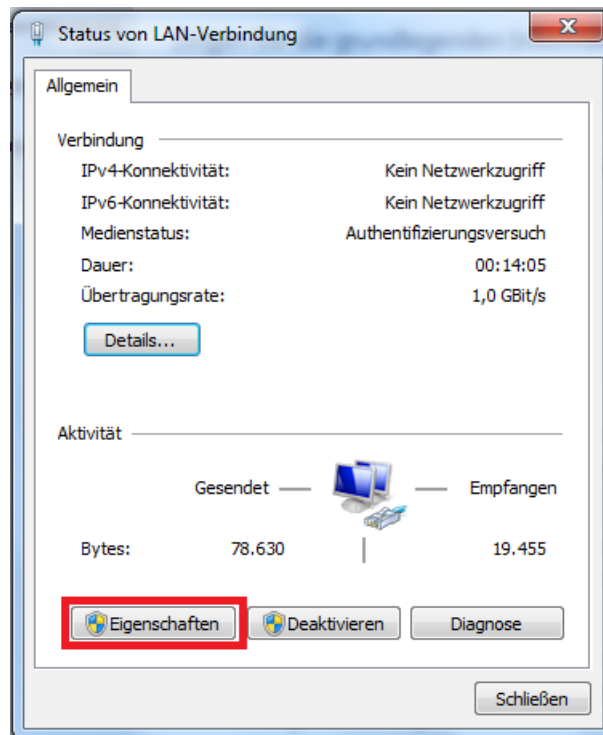 Status von LAN-Verbindung
Allgemein
Verbindung
IPv4-Konnektivität: Kein Netzwerkzugriff
IPv6-Konnektivität: Kein Netzwerkzugriff
Medienstatus: Authentifizierungsversuch
Dauer: 00:14:05
Übertragungsrate: 1,0 GBit/s
Details...
Aktivität
Gesendet Empfangen
Bytes: 78.630 19.455
Eigenschaften Deaktivieren Diagnose
Schließen